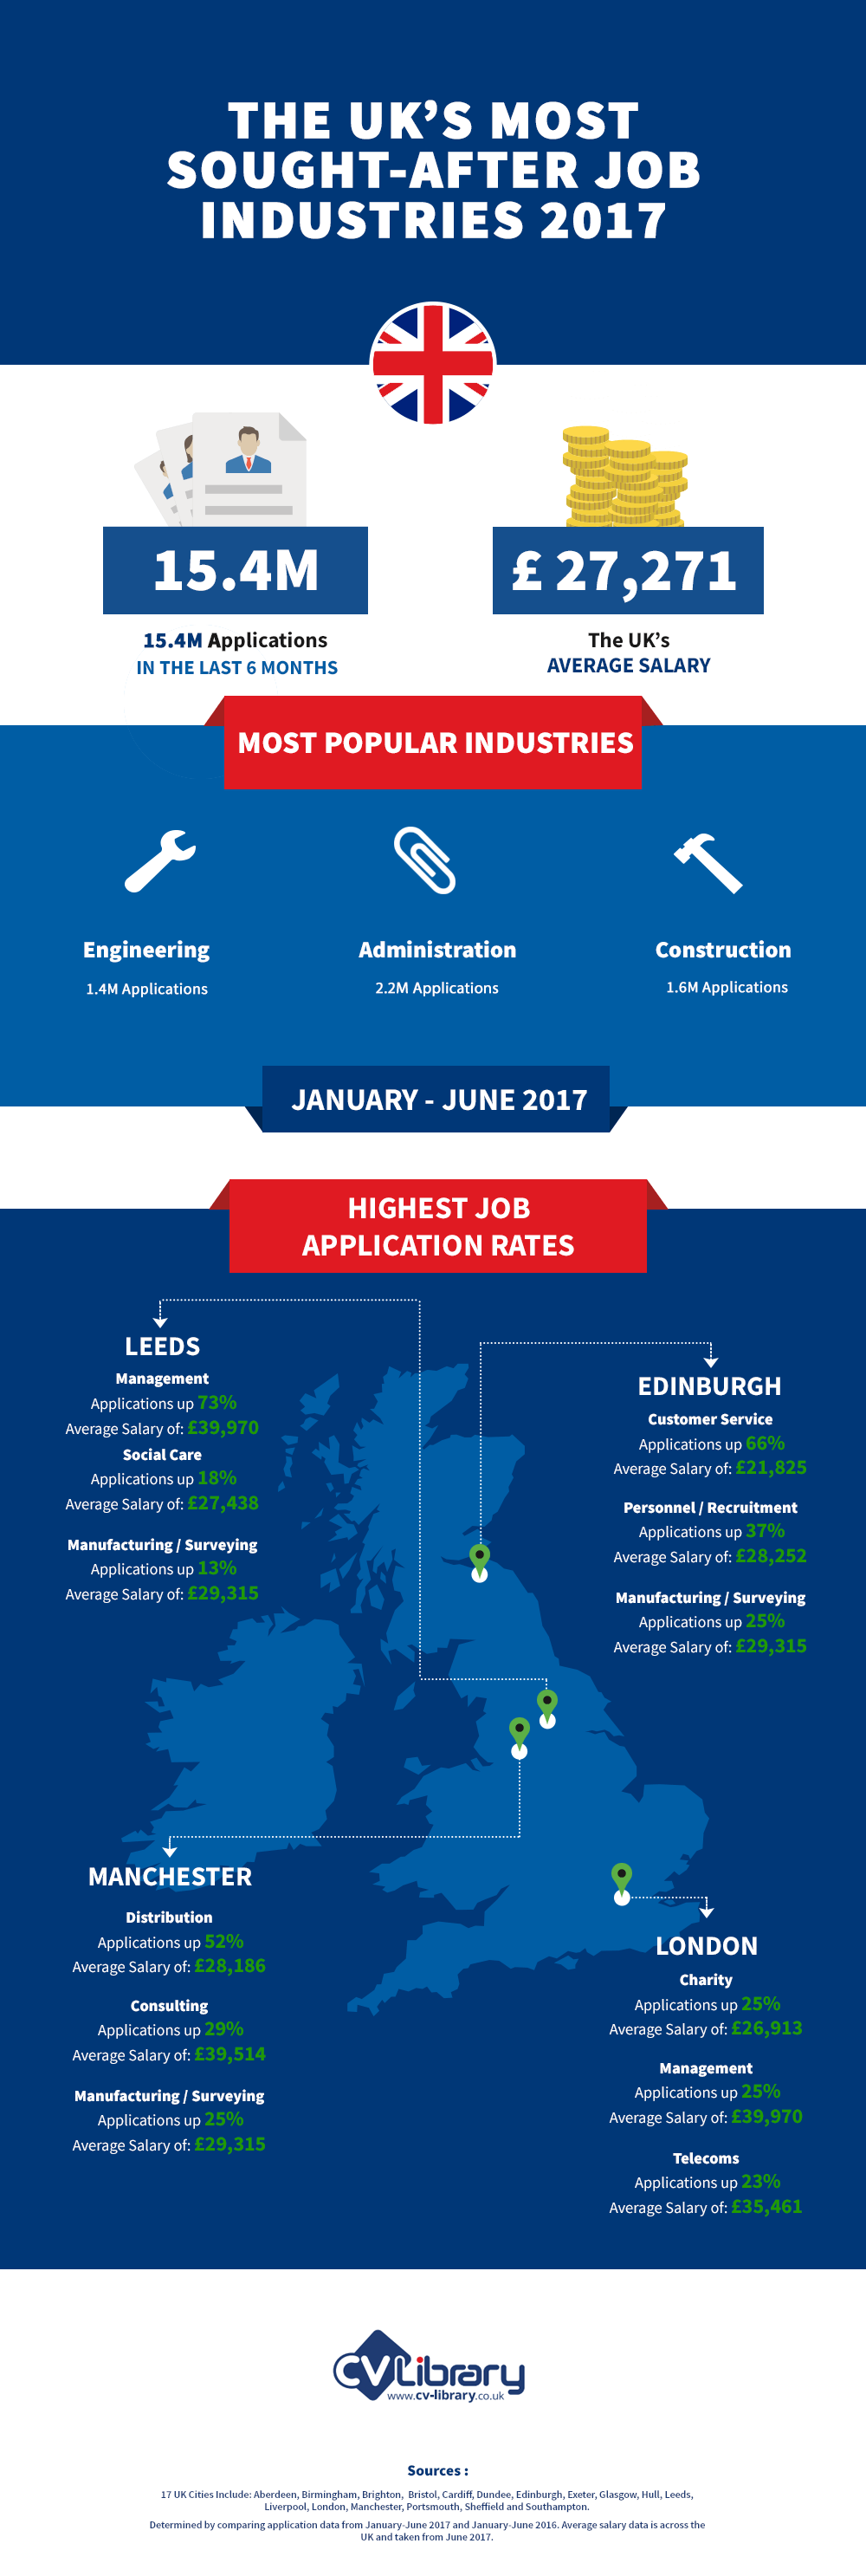 THE UK’S MOST
SOUGHT-AFTER JOB
INDUSTRIES 2017
15.4M
15.4M Applications
IN THE LAST 6 MONTHS
£ 27,271
The UK’s
AVERAGE SALARY
MOST POPULAR INDUSTRIES
Engineering
1.4M Applications
Administration
2.2M Applications
Construction
1.6M Applications
JANUARY - JUNE 2017
HIGHEST JOB
APPLICATION RATES
LEEDS
Management
Applications up 73%
Average Salary of: £39,970
Social Care
Applications up 18%
Average Salary of: £27,438
Manufacturing / Surveying
Applications up 13%
Average Salary of: £29,315
EDINBURGH
Customer Service
Applications up 66%
Average Salary of: £21,825
Personnel / Recruitment
Applications up 37%
Average Salary of: £28,252
Manufacturing / Surveying
Applications up 25%
Average Salary of: £29,315
MANCHESTER
Distribution
Applications up 52%
Average Salary of: £28,186
Consulting
Applications up 29%
Average Salary of: £39,514
Manufacturing / Surveying
Applications up 25%
Average Salary of: £29,315
LONDON
Charity
Applications up 25%
Average Salary of: £26,913
Management
Applications up 25%
Average Salary of: £39,970
Telecoms
Applications up 23%
Average Salary of: £35,461
CVLibrary
www.cv-library.co.uk
Sources :
17 UK Cities Include: Aberdeen, Birmingham, Brighton, Bristol, Cardiff, Dundee, Edinburgh, Exeter, Glasgow, Hull, Leeds,
Liverpool, London, Manchester, Portsmouth, Sheffield and Southampton.
Determined by comparing application data from January-June 2017 and January-June 2016. Average salary data is across the
UK and taken from June 2017.